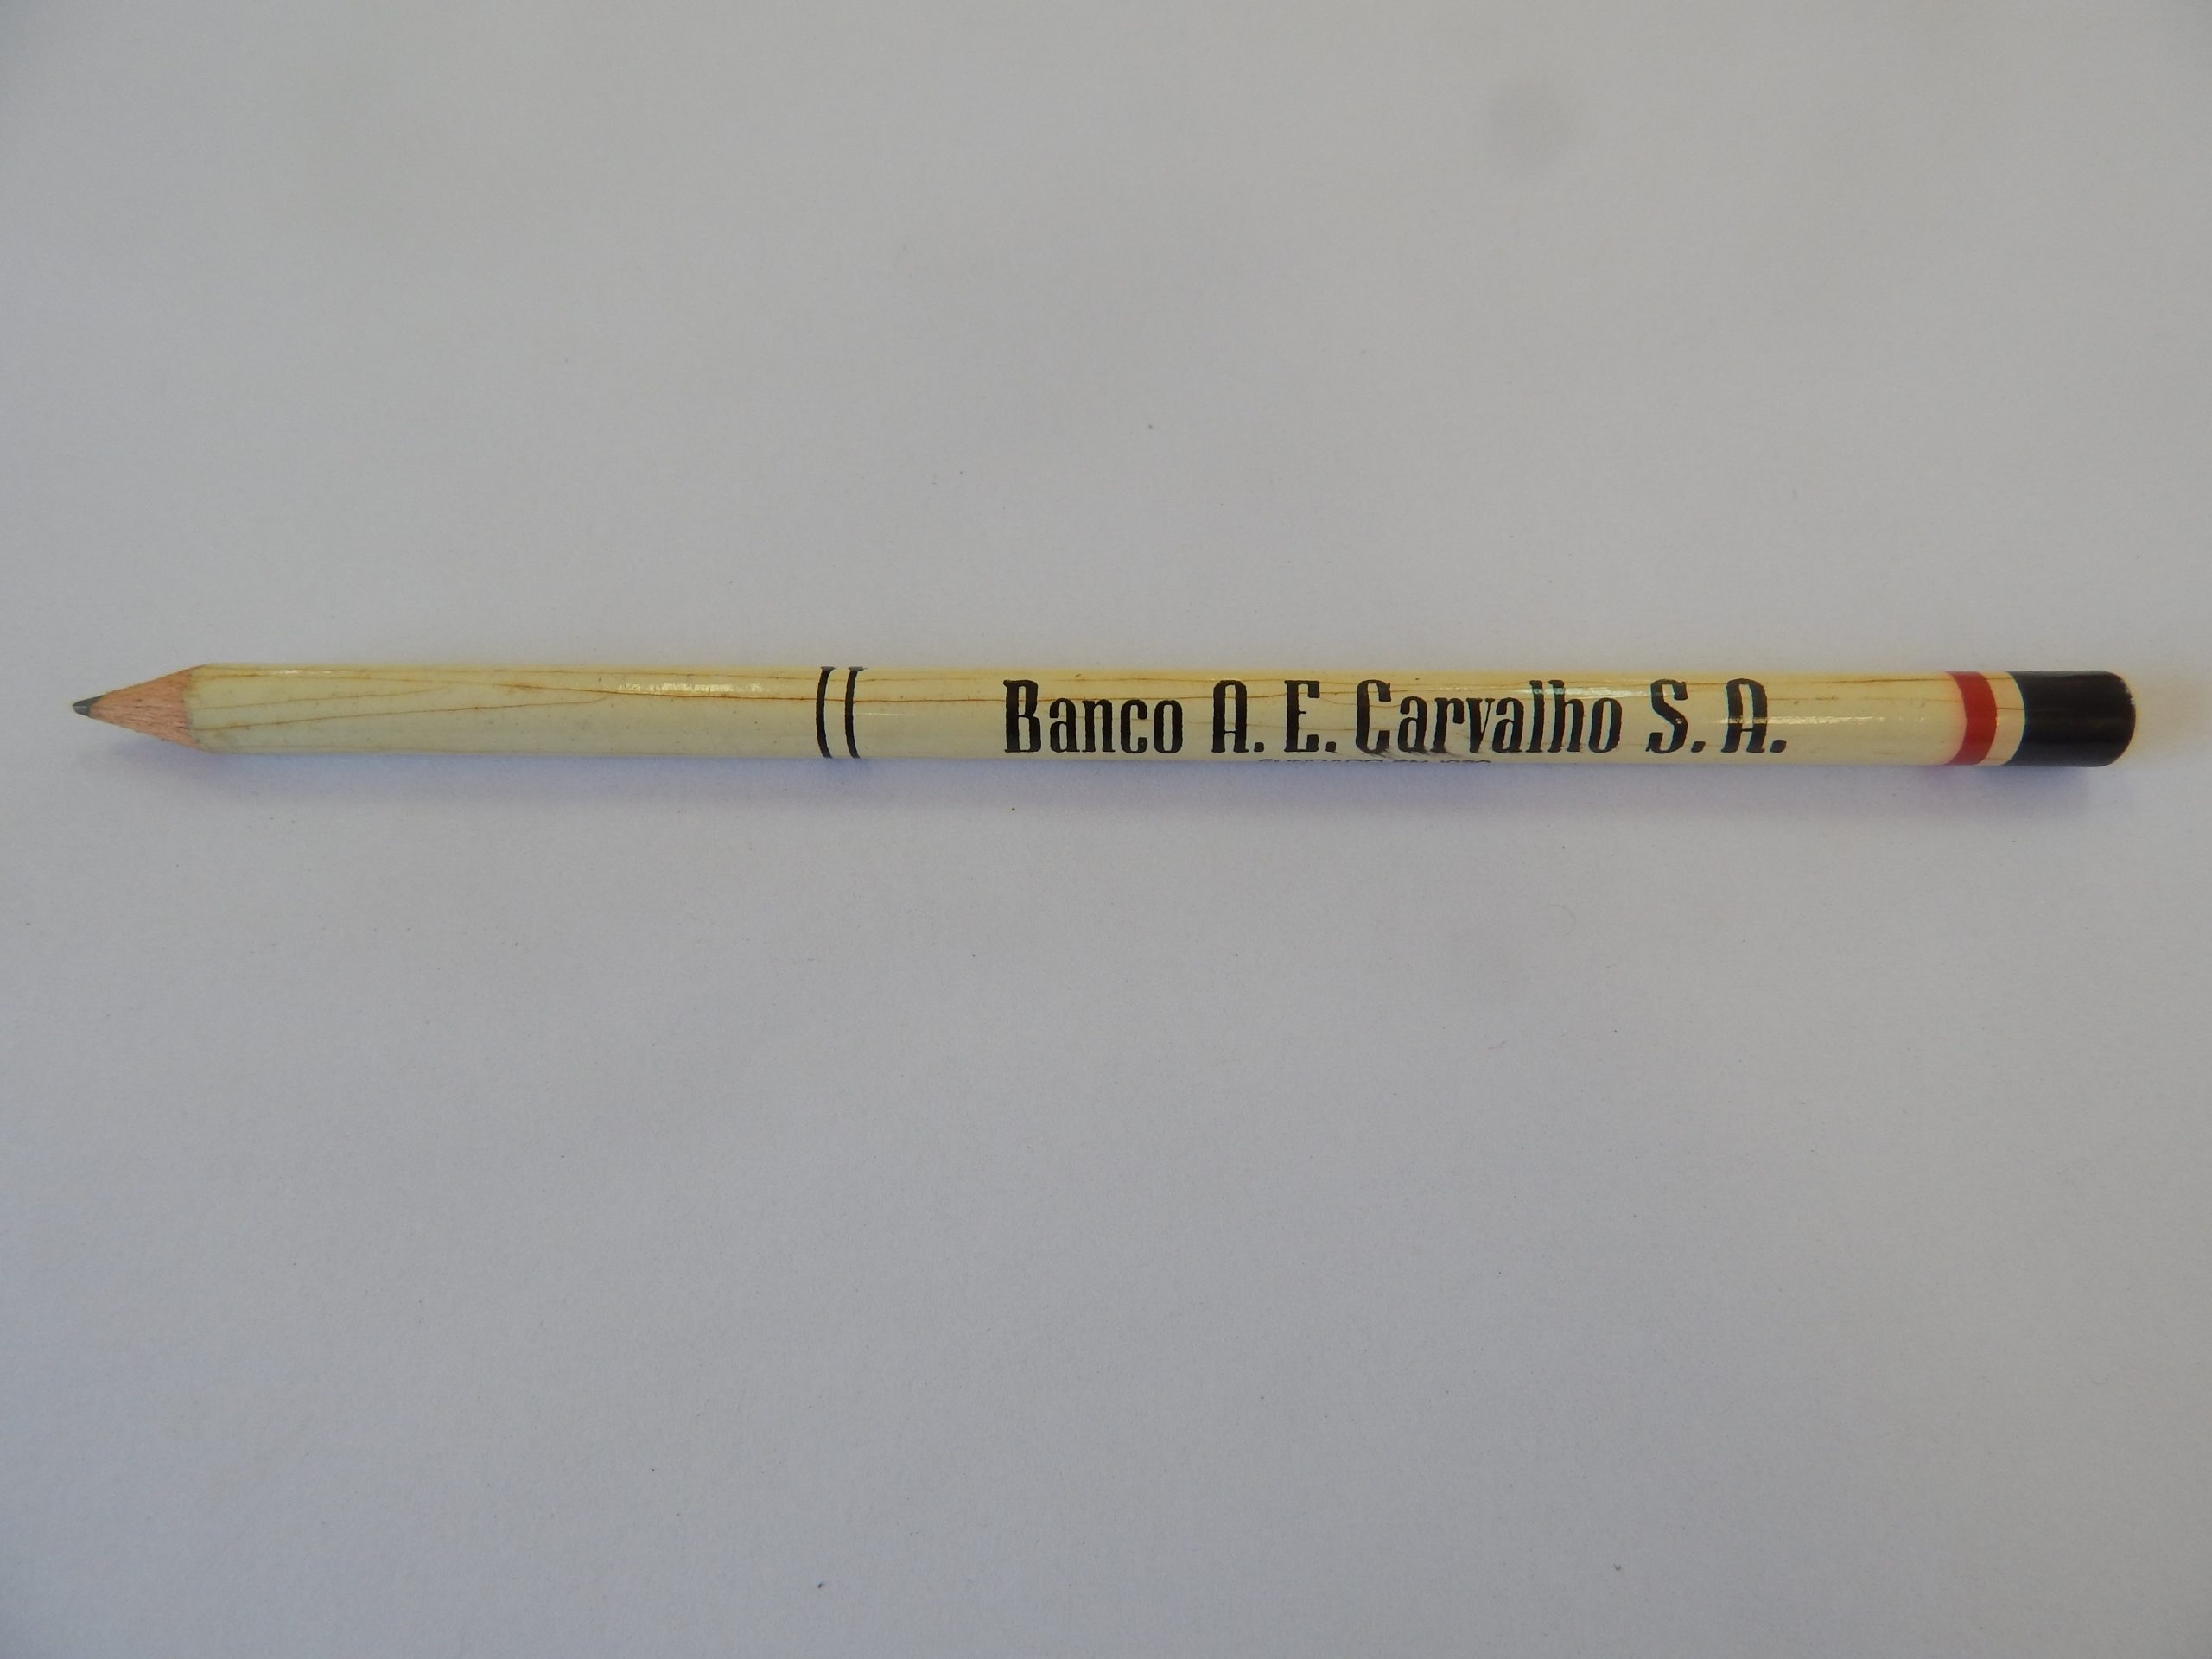 Banco A. E. Carvalho S. A.